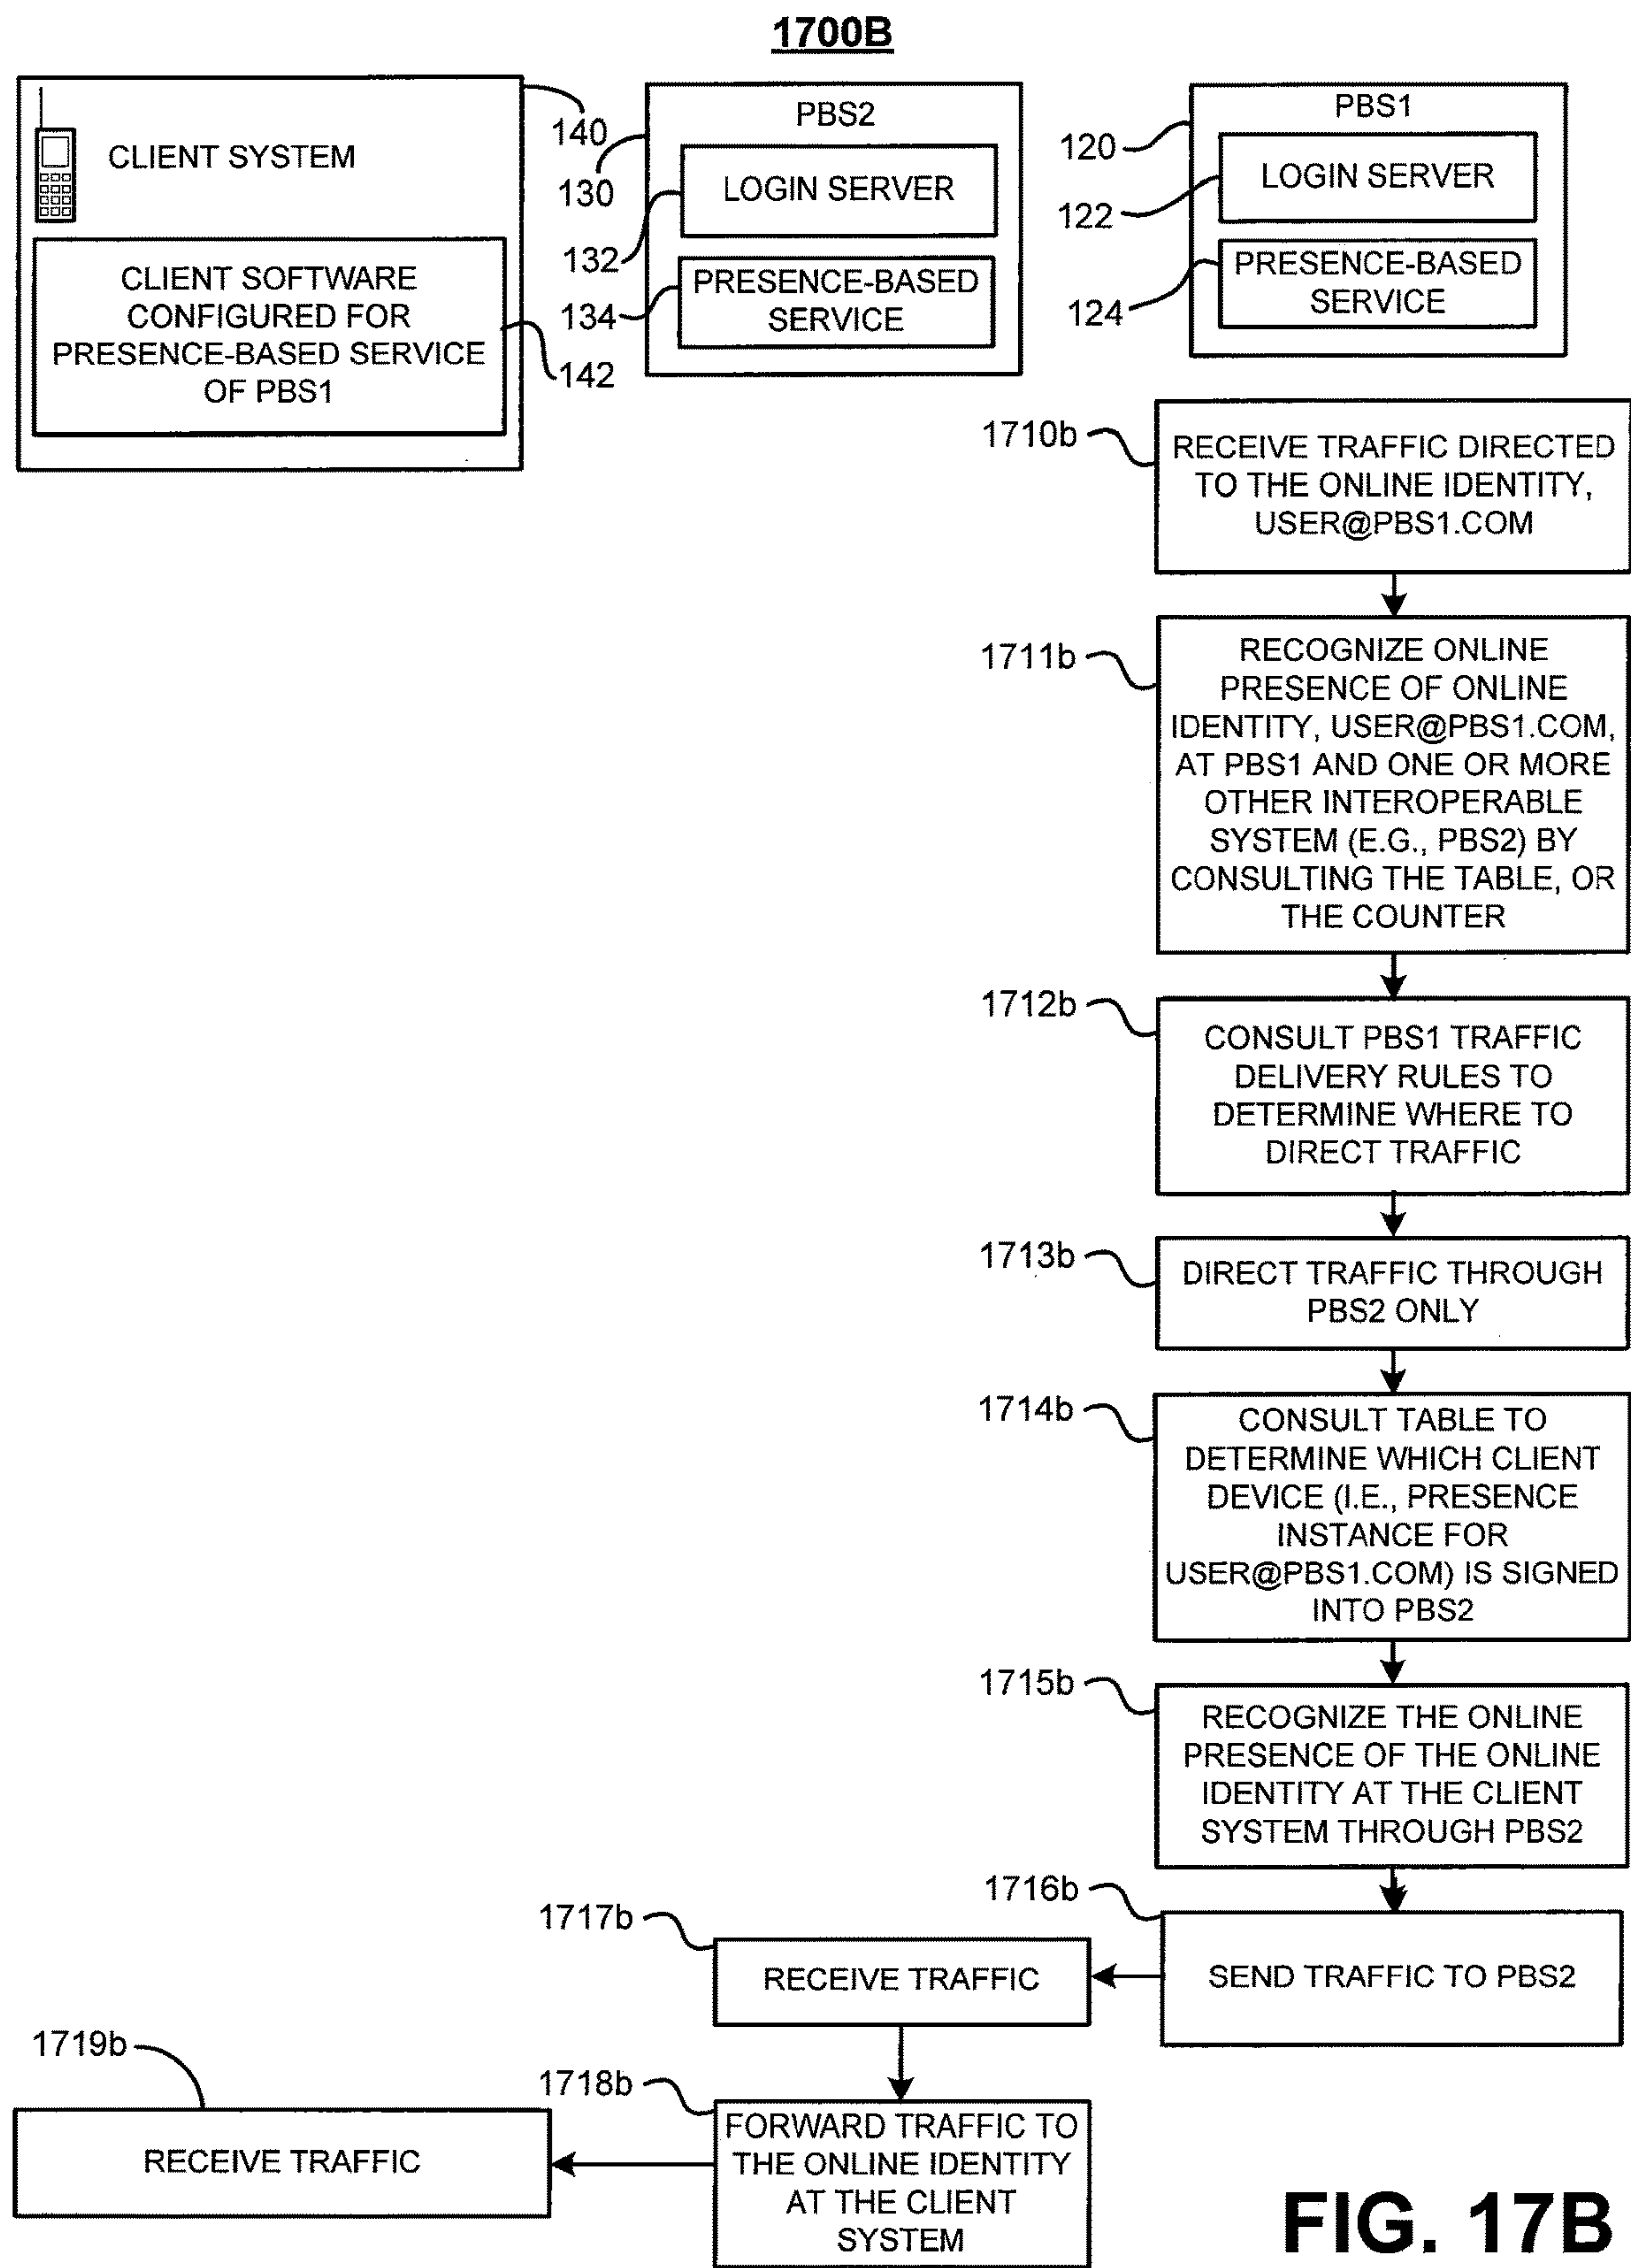 1700B
CLIENT SYSTEM
140
CLIENT SOFTWARE
CONFIGURED FOR
PRESENCE-BASED SERVICE
OF PBS1
142
PBS2
130
LOGIN SERVER
132
PRESENCE-BASED
SERVICE
134
PBS1
120
LOGIN SERVER
122
PRESENCE-BASED
SERVICE
124
1710b
RECEIVE TRAFFIC DIRECTED
TO THE ONLINE IDENTITY,
USER@PBS1.COM
1711b
RECOGNIZE ONLINE
PRESENCE OF ONLINE
IDENTITY, USER@PBS1.COM,
AT PBS1 AND ONE OR MORE
OTHER INTEROPERABLE
SYSTEM (E.G., PBS2) BY
CONSULTING THE TABLE, OR
THE COUNTER
1712b
CONSULT PBS1 TRAFFIC
DELIVERY RULES TO
DETERMINE WHERE TO
DIRECT TRAFFIC
1713b
DIRECT TRAFFIC THROUGH
PBS2 ONLY
1714b
CONSULT TABLE TO
DETERMINE WHICH CLIENT
DEVICE (I.E., PRESENCE
INSTANCE FOR
USER@PBS1.COM) IS SIGNED
INTO PBS2
1715b
RECOGNIZE THE ONLINE
PRESENCE OF THE ONLINE
IDENTITY AT THE CLIENT
SYSTEM THROUGH PBS2
1716b
SEND TRAFFIC TO PBS2
1717b
RECEIVE TRAFFIC
1718b
FORWARD TRAFFIC TO
THE ONLINE IDENTITY
AT THE CLIENT
SYSTEM
1719b
RECEIVE TRAFFIC
FIG. 17B